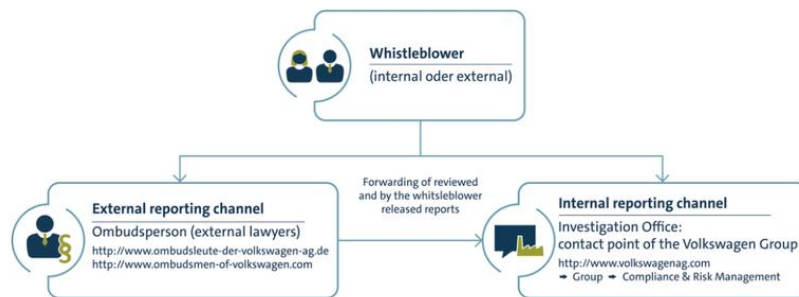 Whistleblower
(internal oder external)
Forwarding of reviewed
and by the whitsleblower
released reports
External reporting channel
Ombudsperson (external lawyers)
http://www.ombudsleute-der-volkswagen-ag.de
http://www.ombudsmen-of-volkswagen.com
Internal reporting channel
Investigation Office:
contact point of the Volkswagen Group
http://www.volkswagenag.com
➔ Group ➔ Compliance & Risk Management